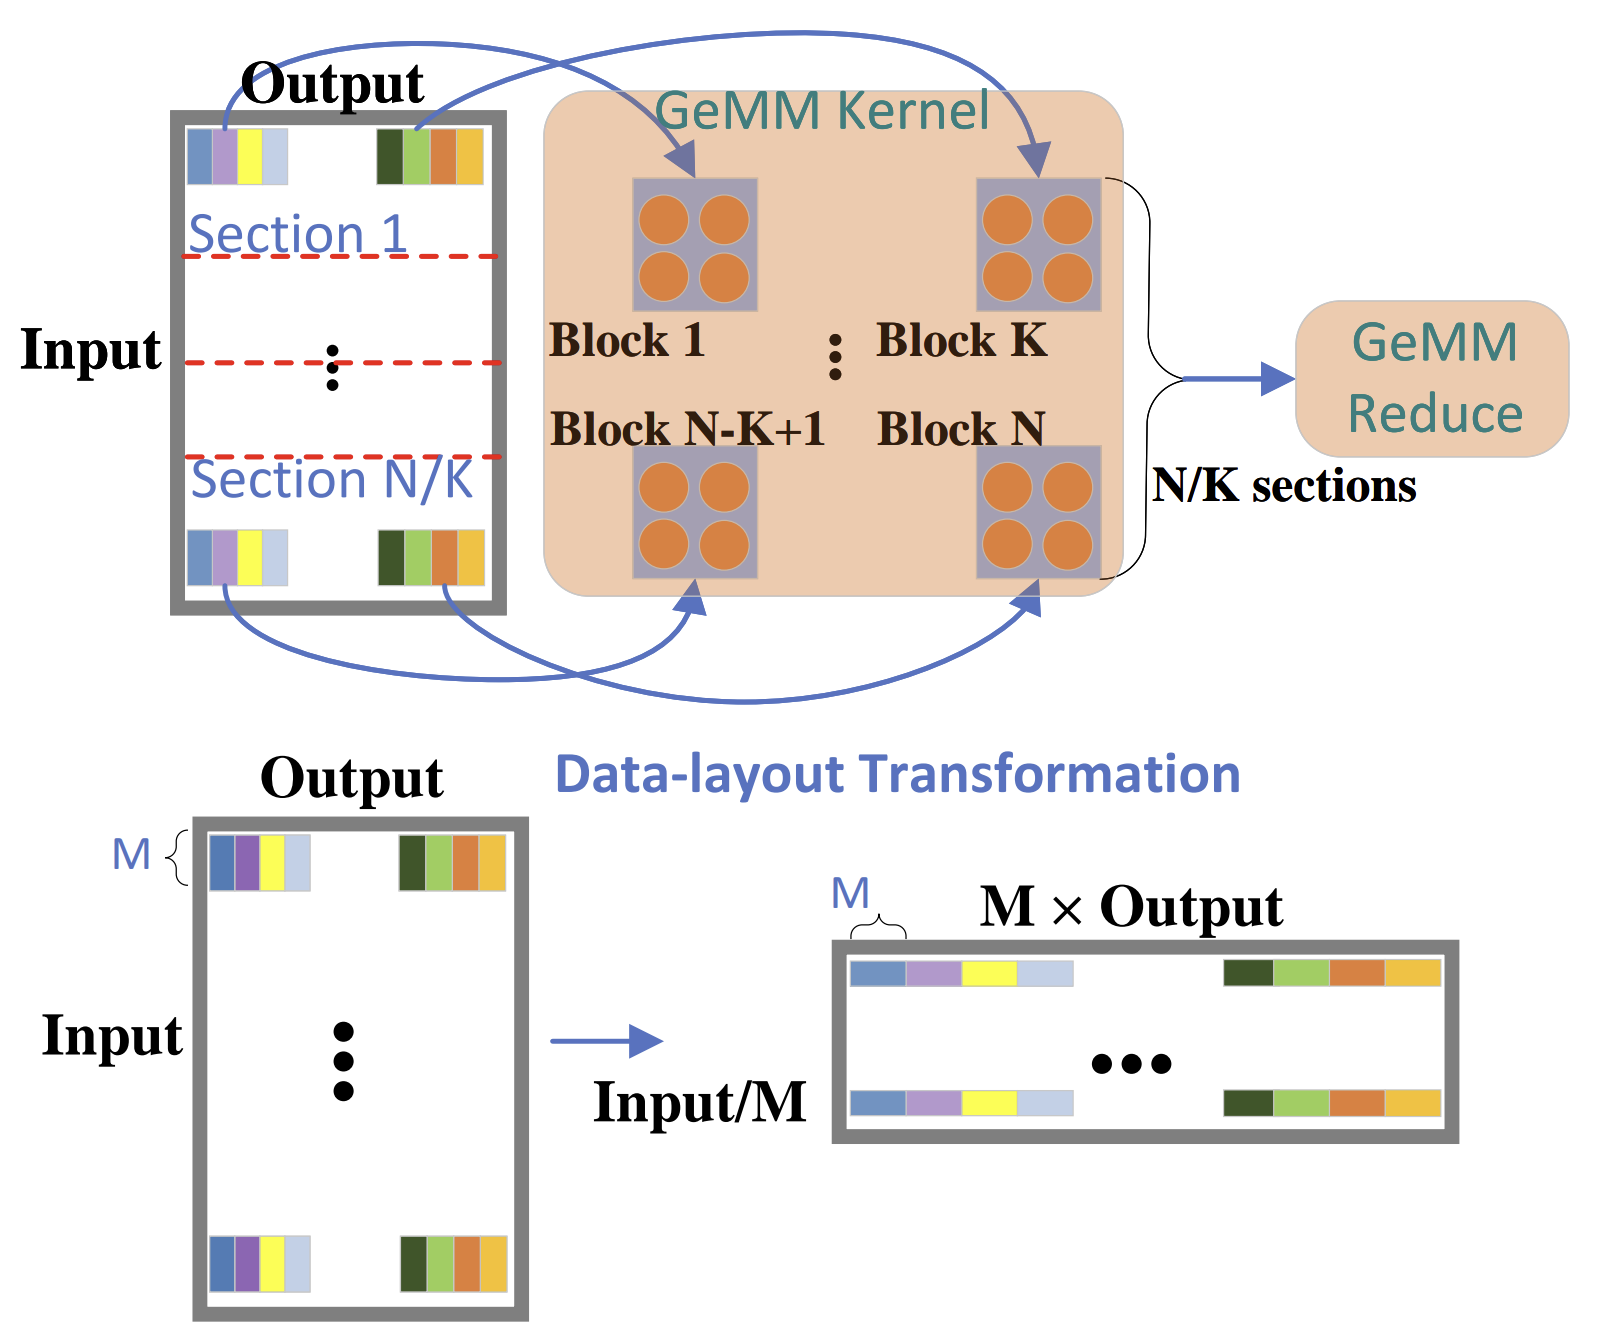 Output
GeMM Kernel
Section 1
Input
Block 1
Block K
GeMM
Reduce
Block N-K+1
Block N
Section N/K
N/K sections
Data-layout Transformation
Output
M
M
M × Output
Input
Input/M